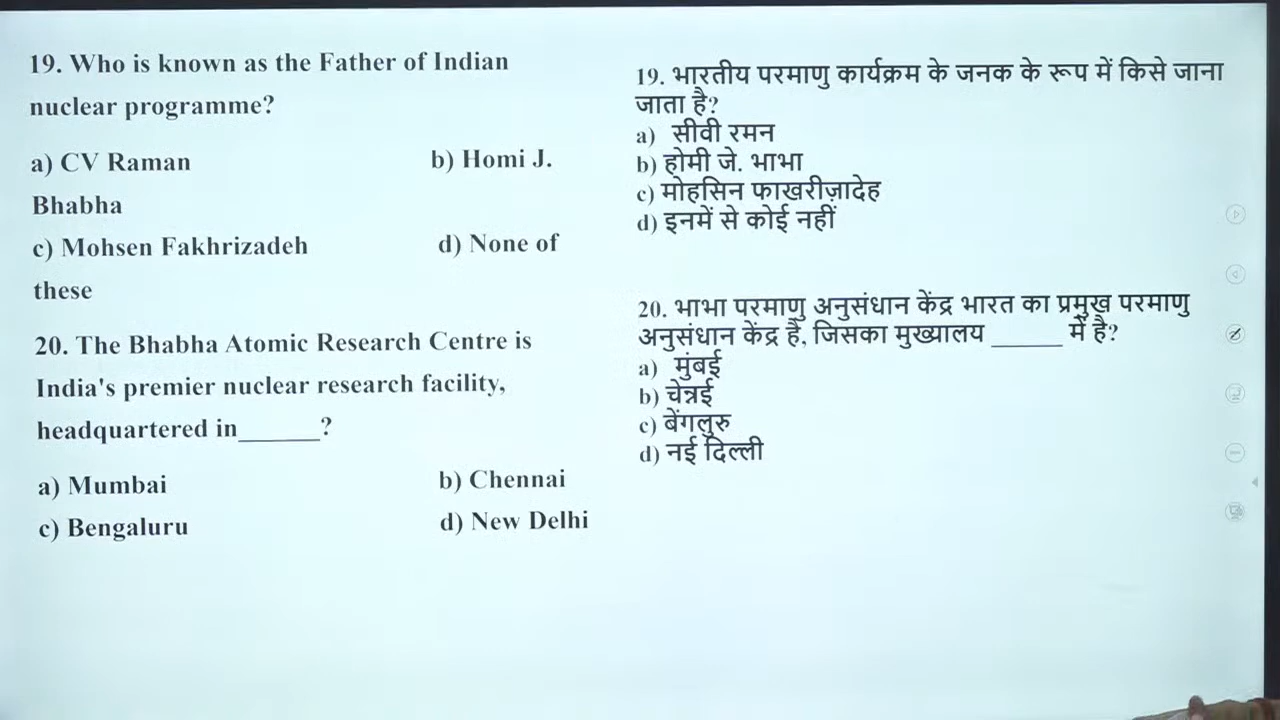 19. Who is known as the Father of Indian
nuclear programme?
a) CV Raman b) Homi J.
Bhabha
c) Mohsen Fakhrizadeh d) None of
these
20. The Bhabha Atomic Research Centre is
India's premier nuclear research facility,
headquartered in______?
a) Mumbai b) Chennai
c) Bengaluru d) New Delhi
19. भारतीय परमाणु कार्यक्रम के जनक के रूप में किसे जाना
जाता है?
a) सीवी रमन
b) होमी जे. भाभा
c) मोहसिन फाखरीज़ादेह
d) इनमें से कोई नहीं
20. भाभा परमाणु अनुसंधान केंद्र भारत का प्रमुख परमाणु
अनुसंधान केंद्र है, जिसका मुख्यालय ______ में है?
a) मुंबई
b) चेन्नई
c) बेंगलुरु
d) नई दिल्ली